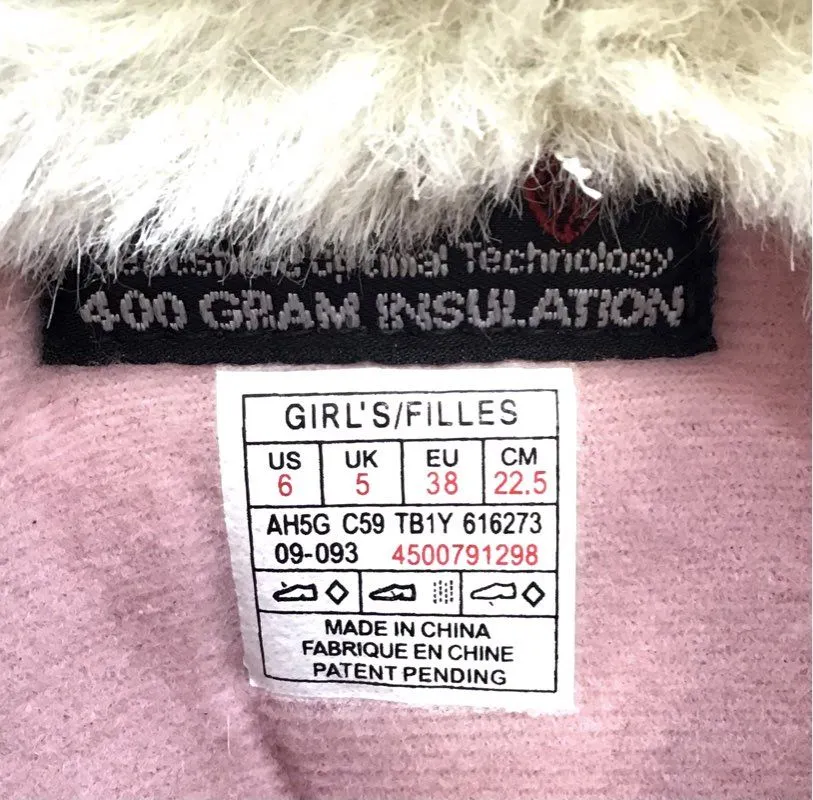 Technology
400 GRAM INSULATION
GIRL'S/FILLES
US UK EU CM
6 5 38 22.5
AH5G C59 TB1Y 616273
09-093 4500791298
MADE IN CHINA
FABRIQUE EN CHINE
PATENT PENDING